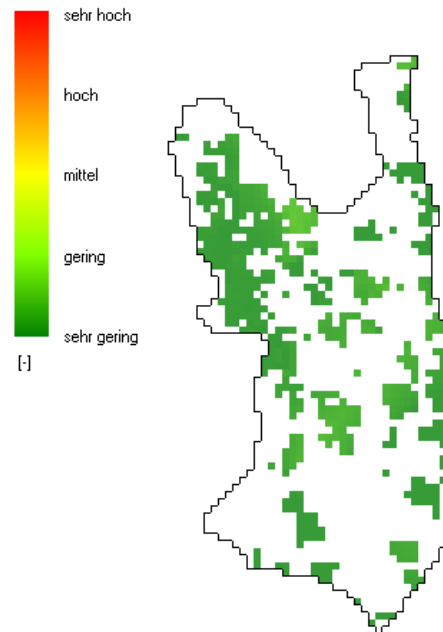 sehr hoch
hoch
mittel
gering
sehr gering
[-]